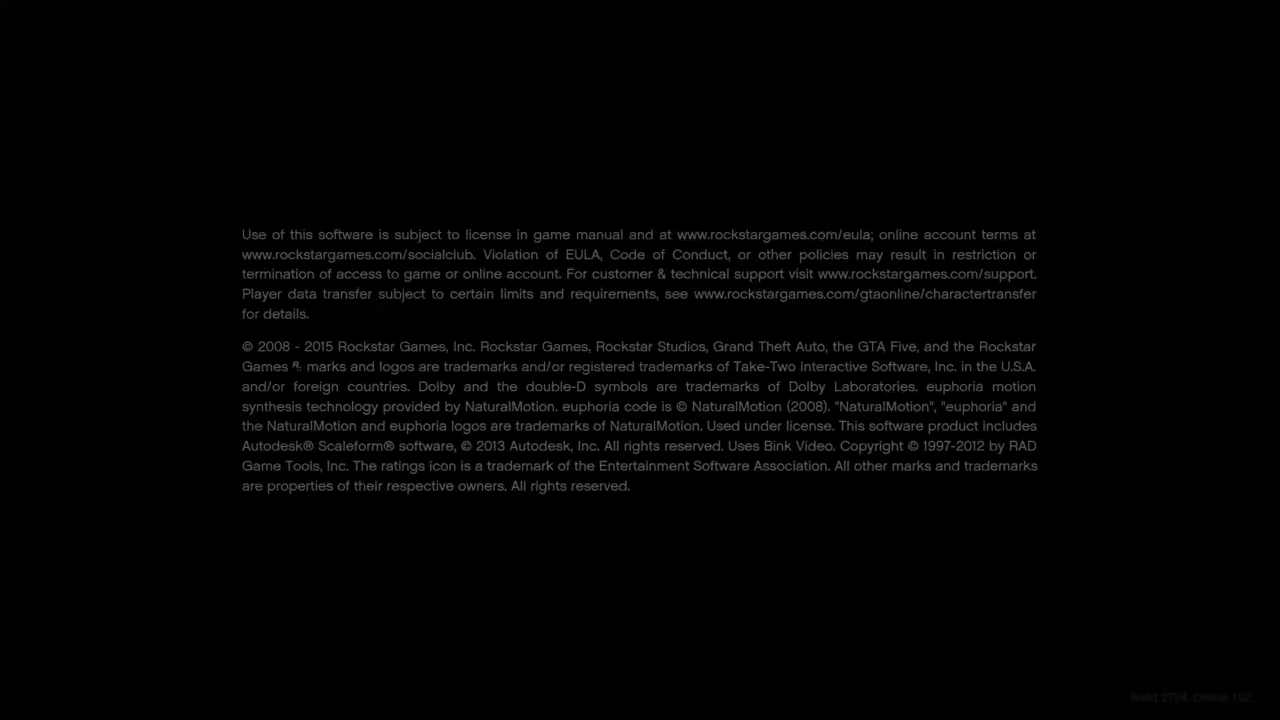 Use of this software is subject to license in game manual and at www.rockstargames.com/eula; online account terms at
www.rockstargames.com/socialclub. Violation of EULA, Code of Conduct, or other policies may result in restriction or
termination of access to game or online account. For customer & technical support visit www.rockstargames.com/support.
Player data transfer subject to certain limits and requirements, see www.rockstargames.com/gtaonline/charactertransfer
for details.
© 2008 - 2015 Rockstar Games, Inc. Rockstar Games, Rockstar Studios, Grand Theft Auto, the GTA Five, and the Rockstar
Games R* marks and logos are trademarks and/or registered trademarks of Take-Two Interactive Software, Inc. in the U.S.A.
and/or foreign countries. Dolby and the double-D symbols are trademarks of Dolby Laboratories. euphoria motion
synthesis technology provided by NaturalMotion. euphoria code is © NaturalMotion (2008). "NaturalMotion", "euphoria" and
the NaturalMotion and euphoria logos are trademarks of NaturalMotion. Used under license. This software product includes
Autodesk® Scaleform® software, © 2013 Autodesk, Inc. All rights reserved. Uses Bink Video. Copyright © 1997-2012 by RAD
Game Tools, Inc. The ratings icon is a trademark of the Entertainment Software Association. All other marks and trademarks
are properties of their respective owners. All rights reserved.
Build 2724, Online 1.62